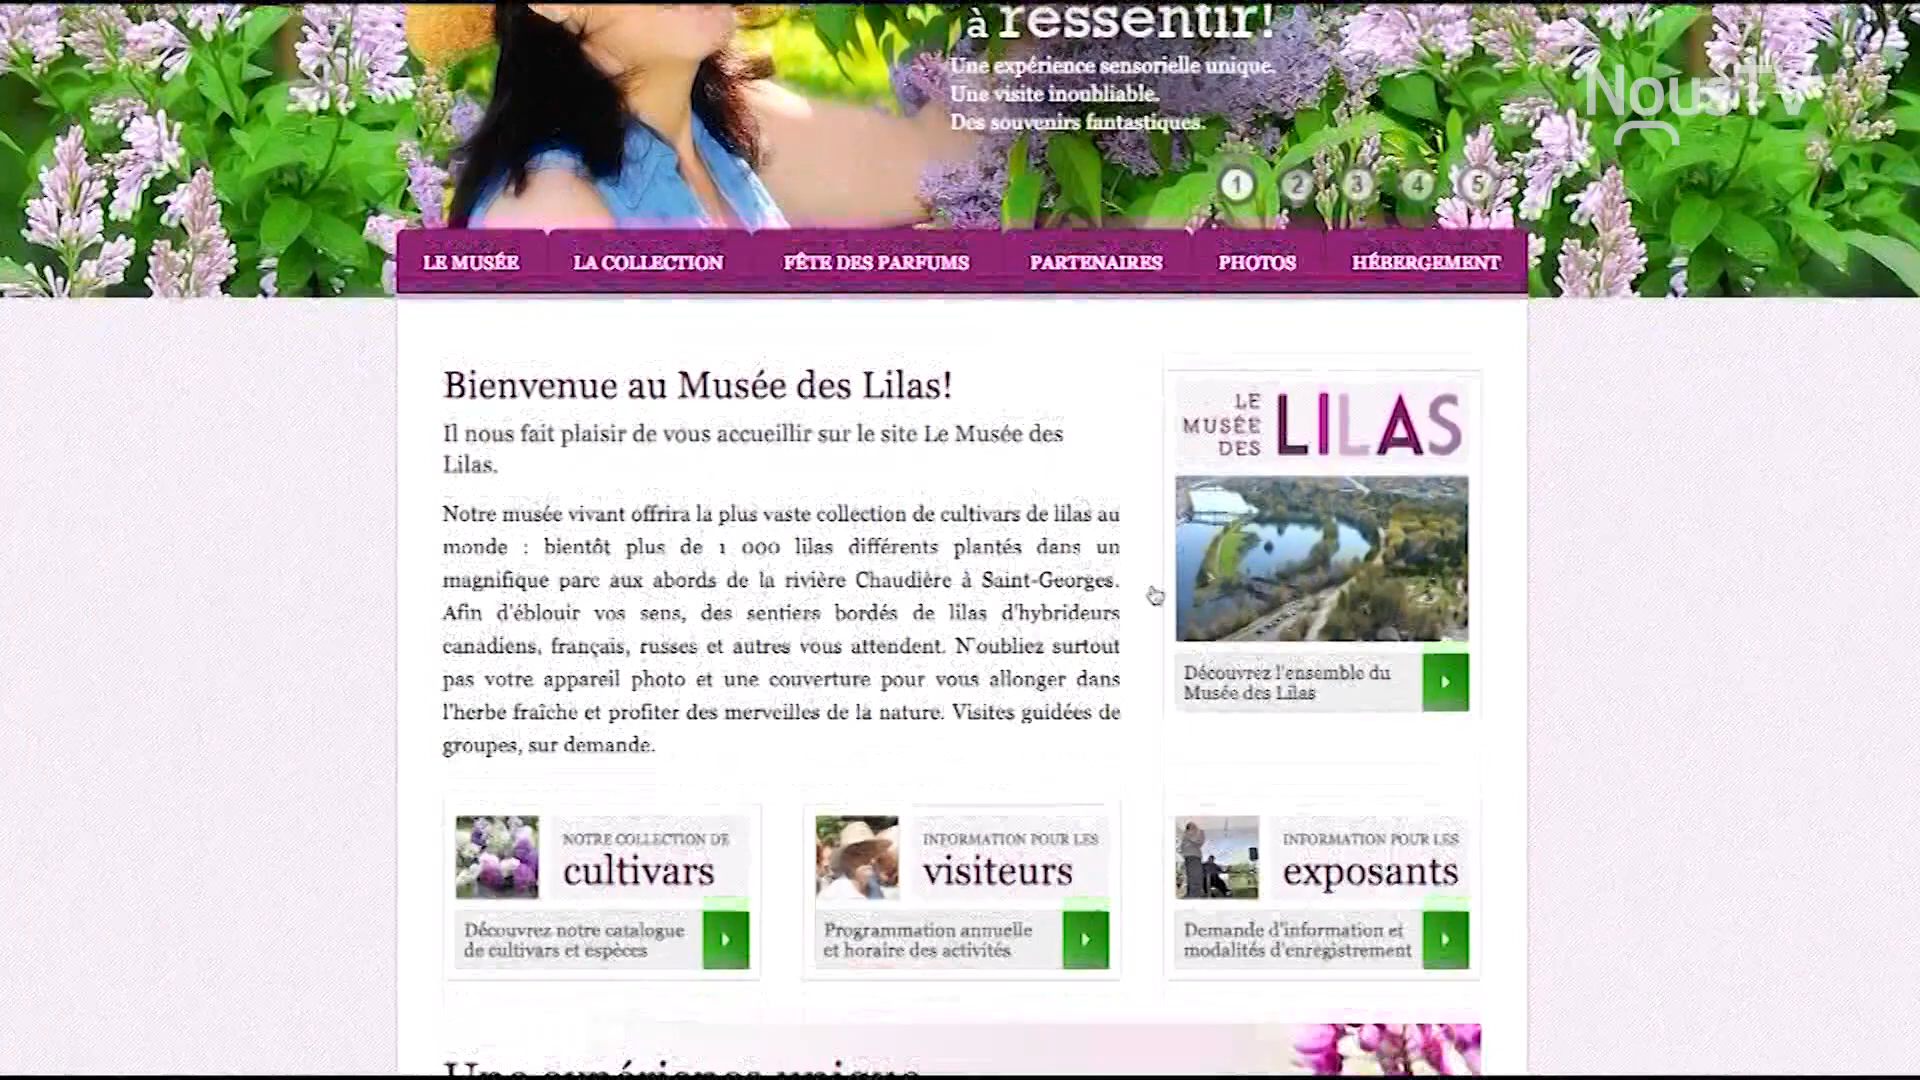 à ressentir!
Une expérience sensorielle unique.
Une visite inoubliable.
Des souvenirs fantastiques.
NousTV
1 2 3 4 5
LE MUSÉE LA COLLECTION FÊTE DES PARFUMS PARTENAIRES PHOTOS HÉBERGEMENT
Bienvenue au Musée des Lilas!
Il nous fait plaisir de vous accueillir sur le site Le Musée des
Lilas.
Notre musée vivant offrira la plus vaste collection de cultivars de lilas au
monde : bientôt plus de 1 000 lilas différents plantés dans un
magnifique parc aux abords de la rivière Chaudière à Saint-Georges.
Afin d'éblouir vos sens, des sentiers bordés de lilas d'hybrideurs
canadiens, français, russes et autres vous attendent. N'oubliez surtout
pas votre appareil photo et une couverture pour vous allonger dans
l'herbe fraîche et profiter des merveilles de la nature. Visites guidées de
groupes, sur demande.
LE
MUSÉE
DES
LILAS
Découvrez l'ensemble du
Musée des Lilas
NOTRE COLLECTION DE
cultivars
Découvrez notre catalogue
de cultivars et espèces
INFORMATION POUR LES
visiteurs
Programmation annuelle
et horaire des activités
INFORMATION POUR LES
exposants
Demande d'information et
modalités d'enregistrement
Une expérience unique